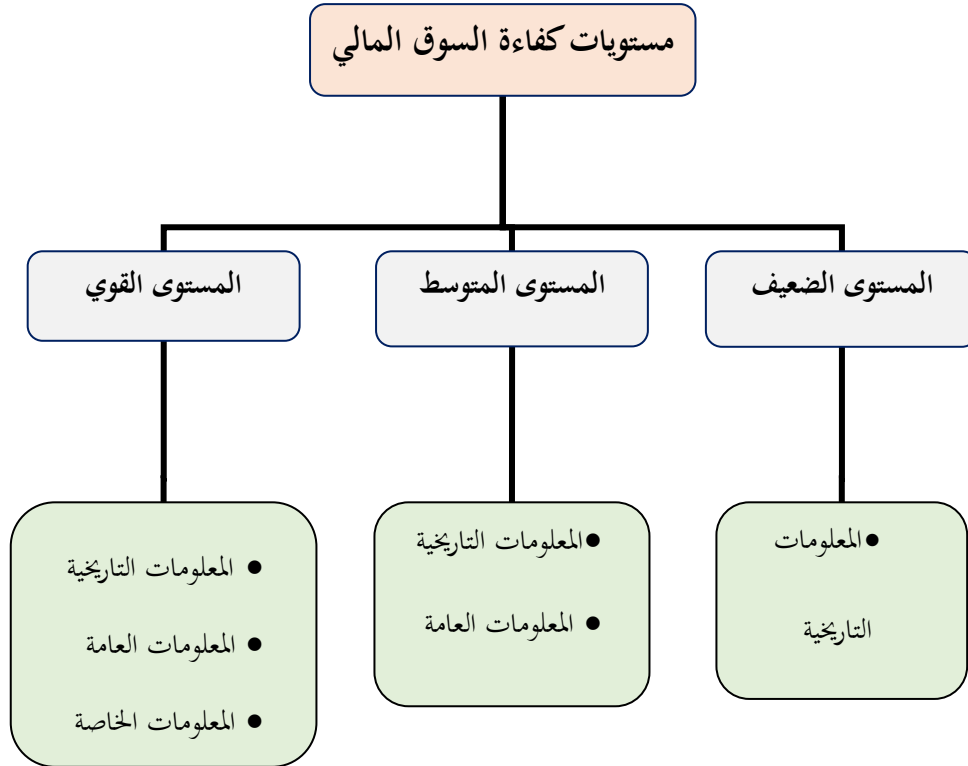 مستويات كفاءة السوق المالي
المستوى الضعيف
المستوى المتوسط
المستوى القوي
●المعلومات
التاريخية
●المعلومات التاريخية
● المعلومات العامة
● المعلومات التاريخية
● المعلومات العامة
● المعلومات الخاصة